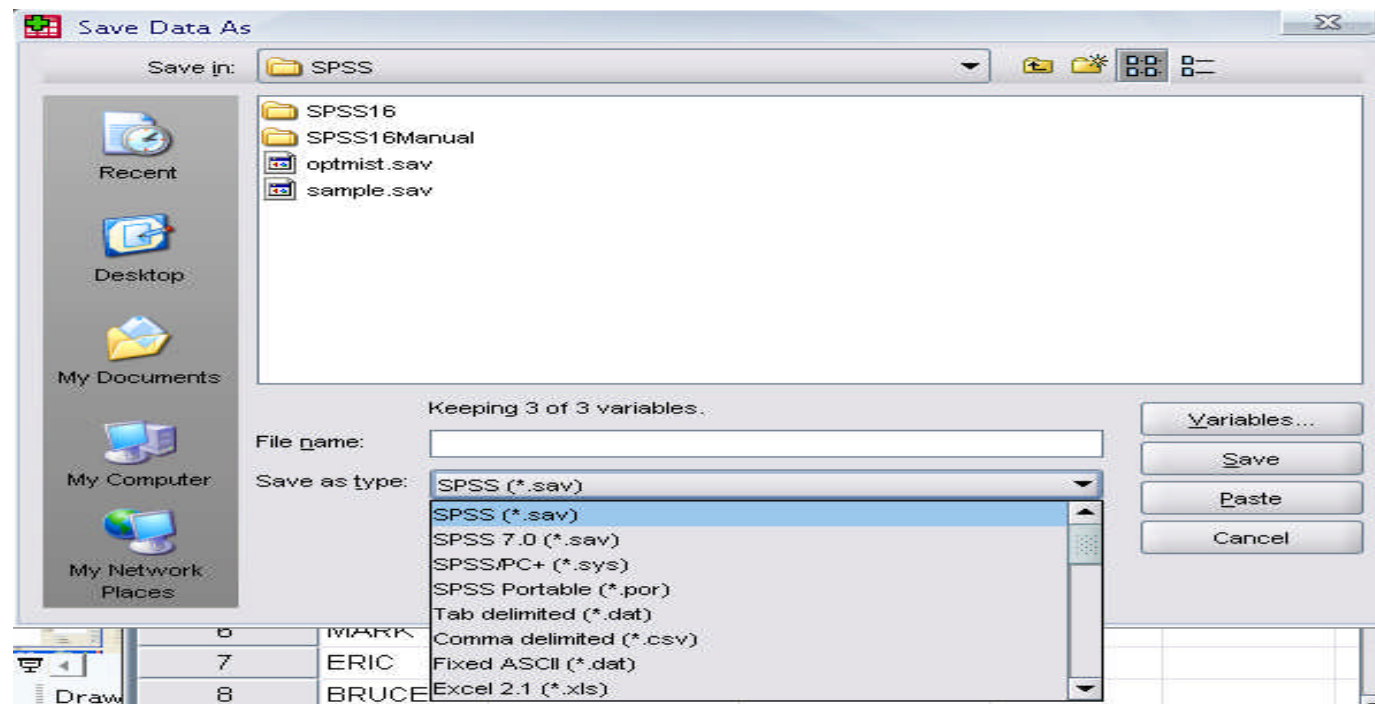 Save Data As
Save in: SPSS
SPSS16
SPSS16Manual
optmist.sav
sample.sav
Recent
Desktop
My Documents
My Computer
My Network
Places
Keeping 3 of 3 variables.
File name:
Save as type: SPSS (*.sav)
SPSS (*.sav)
SPSS 7.0 (*.sav)
SPSS/PC+ (*.sys)
SPSS Portable (*.por)
Tab delimited (*.dat)
Comma delimited (*.csv)
Fixed ASCII (*.dat)
Excel 2.1 (*.xls)
Variables...
Save
Paste
Cancel
6 MARK
7 ERIC
Draw 8 BRUCE